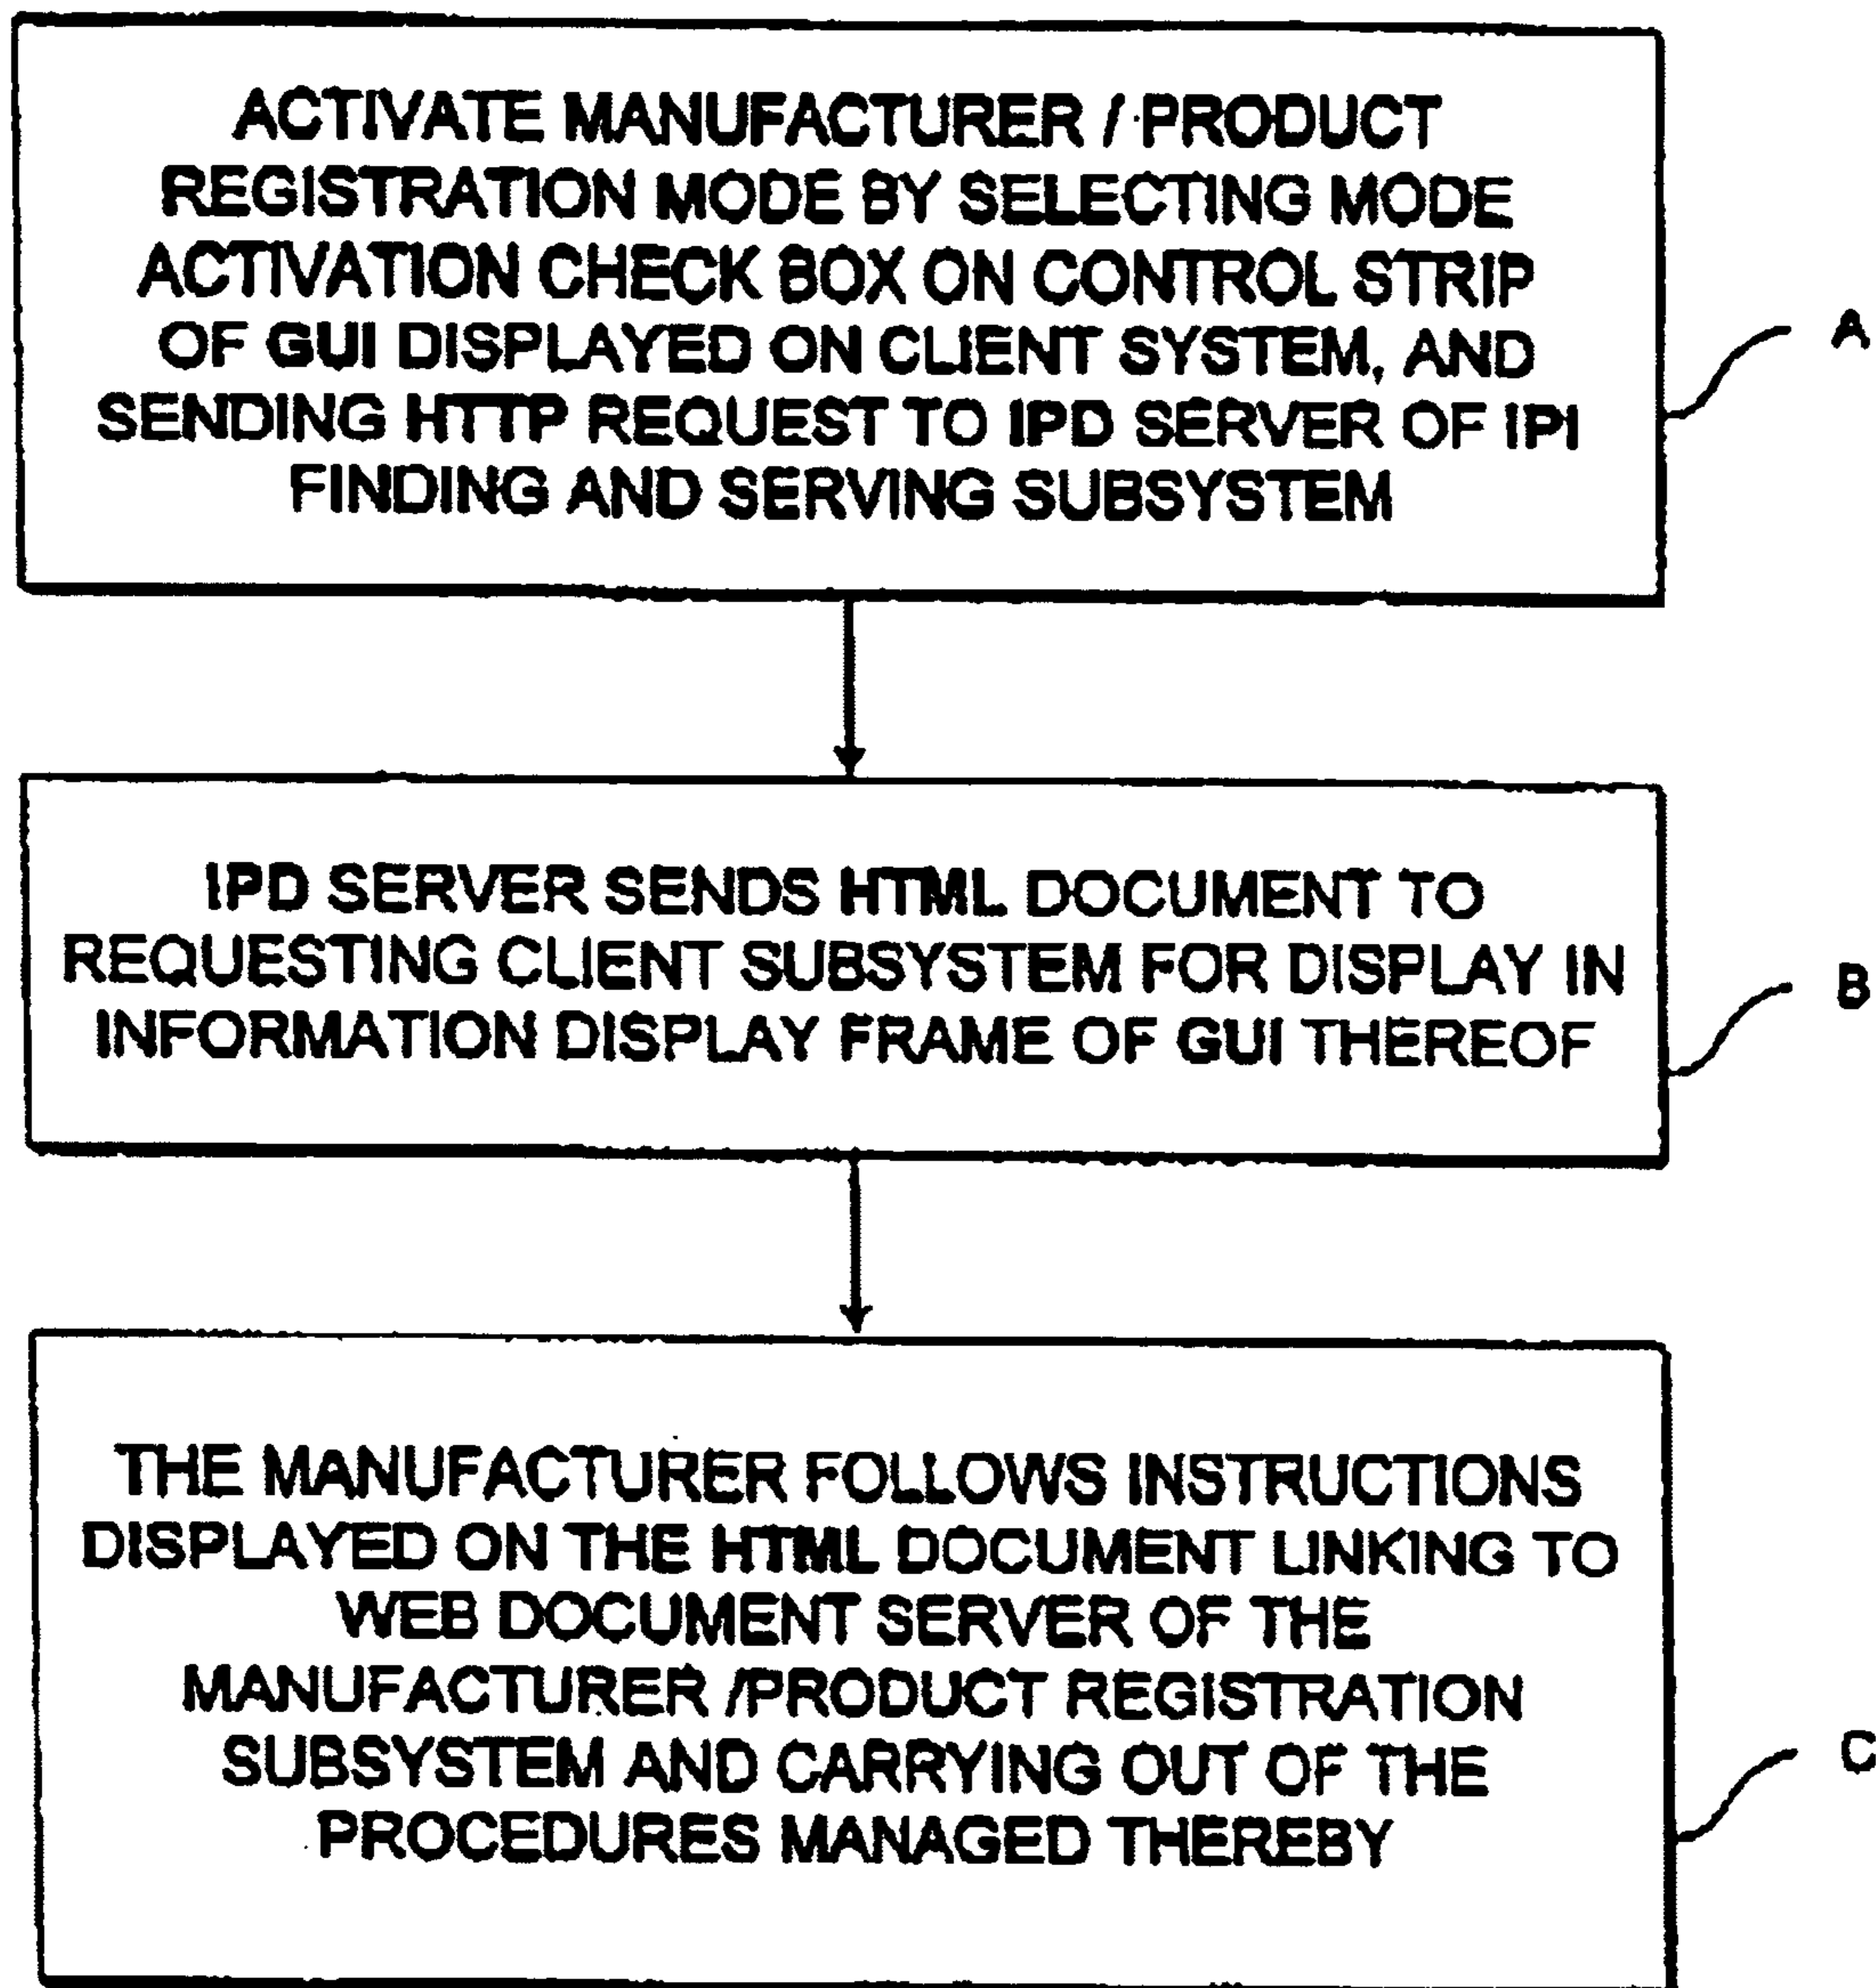 ACTIVATE MANUFACTURER / PRODUCT
REGISTRATION MODE BY SELECTING MODE
ACTIVATION CHECK BOX ON CONTROL STRIP
OF GUI DISPLAYED ON CLIENT SYSTEM, AND
SENDING HTTP REQUEST TO IPD SERVER OF IPI
FINDING AND SERVING SUBSYSTEM
A
IPD SERVER SENDS HTML DOCUMENT TO
REQUESTING CLIENT SUBSYSTEM FOR DISPLAY IN
INFORMATION DISPLAY FRAME OF GUI THEREOF
B
THE MANUFACTURER FOLLOWS INSTRUCTIONS
DISPLAYED ON THE HTML DOCUMENT LINKING TO
WEB DOCUMENT SERVER OF THE
MANUFACTURER /PRODUCT REGISTRATION
SUBSYSTEM AND CARRYING OUT OF THE
PROCEDURES MANAGED THEREBY
C